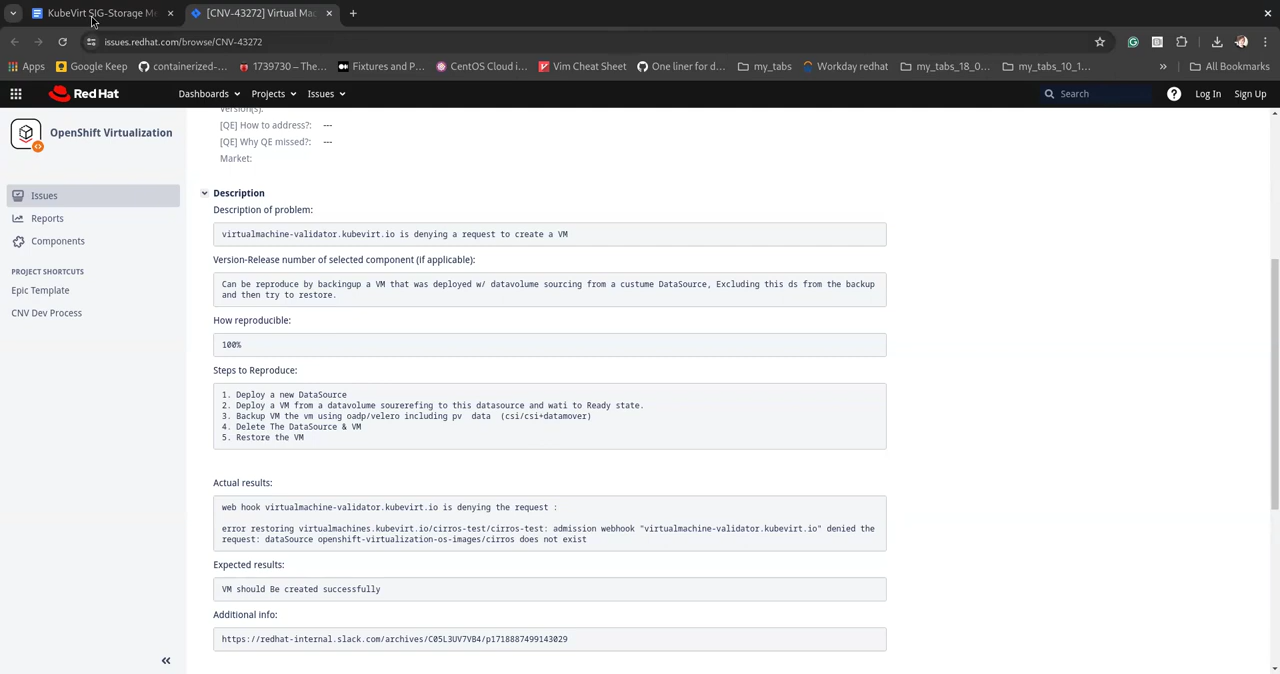 KubeVirt SIG-Storage Me
[CNV-43272] Virtual Mac
issues.redhat.com/browse/CNV-43272
Apps
Google Keep
containerized-...
1739730 – The...
Fixtures and P...
CentOS Cloud i...
Vim Cheat Sheet
One liner for d...
my_tabs
Workday redhat
my_tabs_18_0...
my_tabs_10_1...
»
All Bookmarks
Red Hat
Dashboards
Projects
Issues
Search
Log In
Sign Up
OpenShift Virtualization
Issues
Reports
Components
PROJECT SHORTCUTS
Epic Template
CNV Dev Process
Version(s):
[QE] How to address?: ---
[QE] Why QE missed?: ---
Market:
Description
Description of problem:
virtualmachine-validator.kubevirt.io is denying a request to create a VM
Version-Release number of selected component (if applicable):
Can be reproduce by backingup a VM that was deployed w/ datavolume sourcing from a custume DataSource, Excluding this ds from the backup
and then try to restore.
How reproducible:
100%
Steps to Reproduce:
1. Deploy a new DataSource
2. Deploy a VM from a datavolume sourerefing to this datasource and wati to Ready state.
3. Backup VM the vm using oadp/velero including pv  data  (csi/csi+datamover)
4. Delete The DataSource & VM
5. Restore the VM
Actual results:
web hook virtualmachine-validator.kubevirt.io is denying the request :
error restoring virtualmachines.kubevirt.io/cirros-test/cirros-test: admission webhook "virtualmachine-validator.kubevirt.io" denied the
request: dataSource openshift-virtualization-os-images/cirros does not exist
Expected results:
VM should Be created successfully
Additional info:
https://redhat-internal.slack.com/archives/C05L3UV7VB4/p1718887499143029